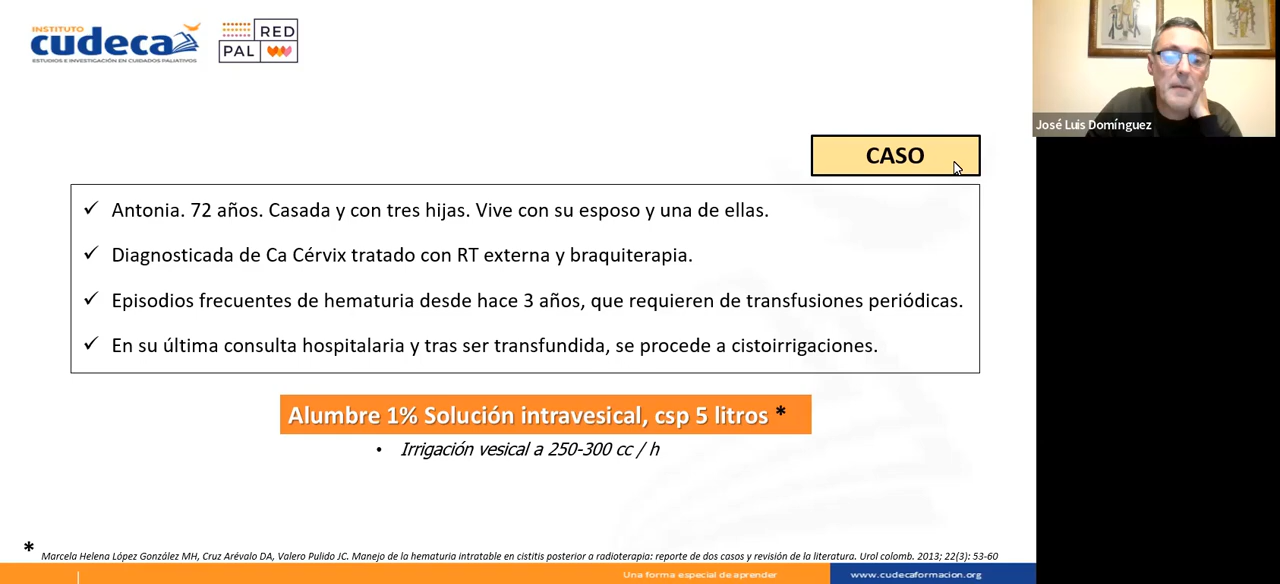 INSTITUTO
cudeca
ESTUDIOS E INVESTIGACIÓN EN CUIDADOS PALIATIVOS
RED
PAL
José Luis Domínguez
CASO
✓ Antonia. 72 años. Casada y con tres hijas. Vive con su esposo y una de ellas.
✓ Diagnosticada de Ca Cérvix tratado con RT externa y braquiterapia.
✓ Episodios frecuentes de hematuria desde hace 3 años, que requieren de transfusiones periódicas.
✓ En su última consulta hospitalaria y tras ser transfundida, se procede a cistoirrigaciones.
Alumbre 1% Solución intravesical, csp 5 litros *
• Irrigación vesical a 250-300 cc / h
* Marcela Helena López González MH, Cruz Arévalo DA, Valero Pulido JC. Manejo de la hematuria intratable en cistitis posterior a radioterapia: reporte de dos casos y revisión de la literatura. Urol colomb. 2013; 22(3): 53-60
Una forma especial de aprender
www.cudecaformacion.org